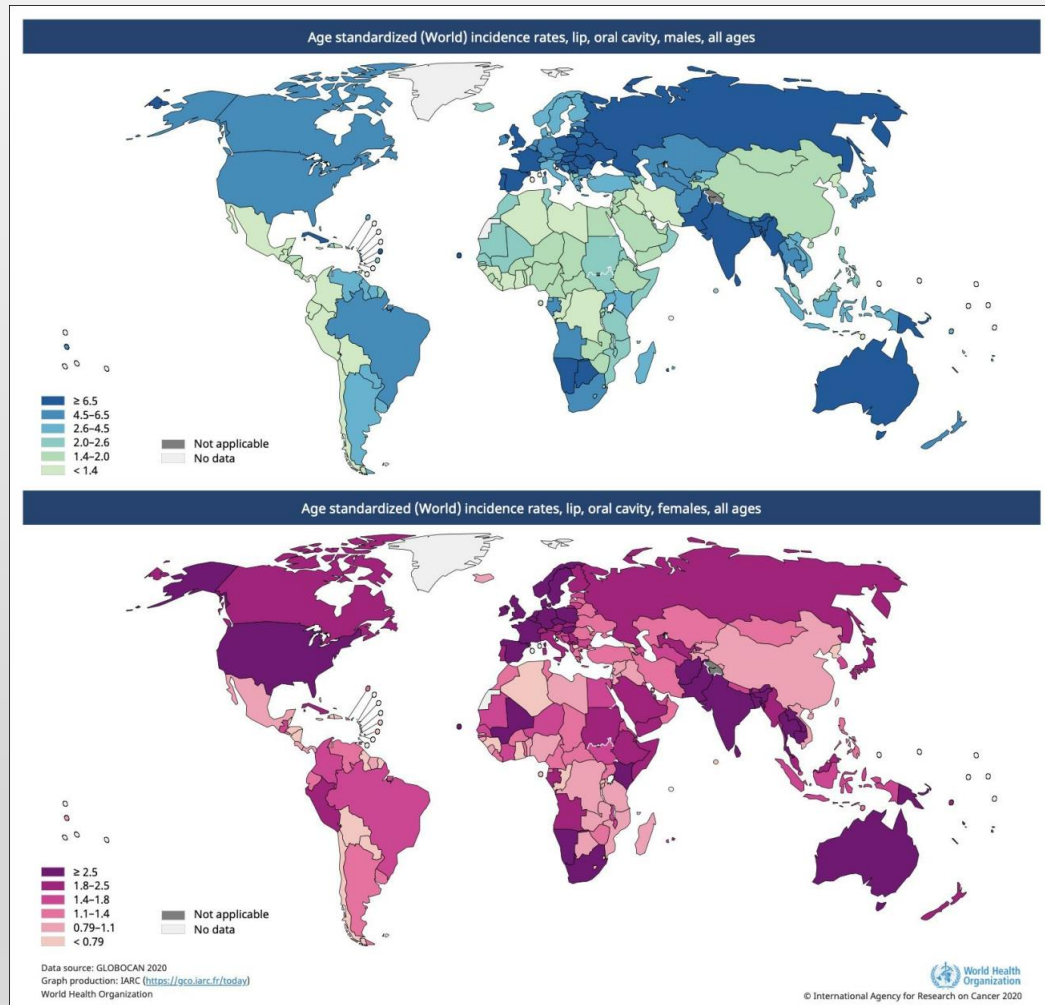 Age standardized (World) incidence rates, lip, oral cavity, males, all ages
≥ 6.5
4.5–6.5
2.6–4.5
2.0–2.6
1.4–2.0
< 1.4
Not applicable
No data
Age standardized (World) incidence rates, lip, oral cavity, females, all ages
≥ 2.5
1.8–2.5
1.4–1.8
1.1–1.4
0.79–1.1
< 0.79
Not applicable
No data
Data source: GLOBOCAN 2020
Graph production: IARC (https://gco.iarc.fr/today)
World Health Organization
World Health
Organization
© International Agency for Research on Cancer 2020